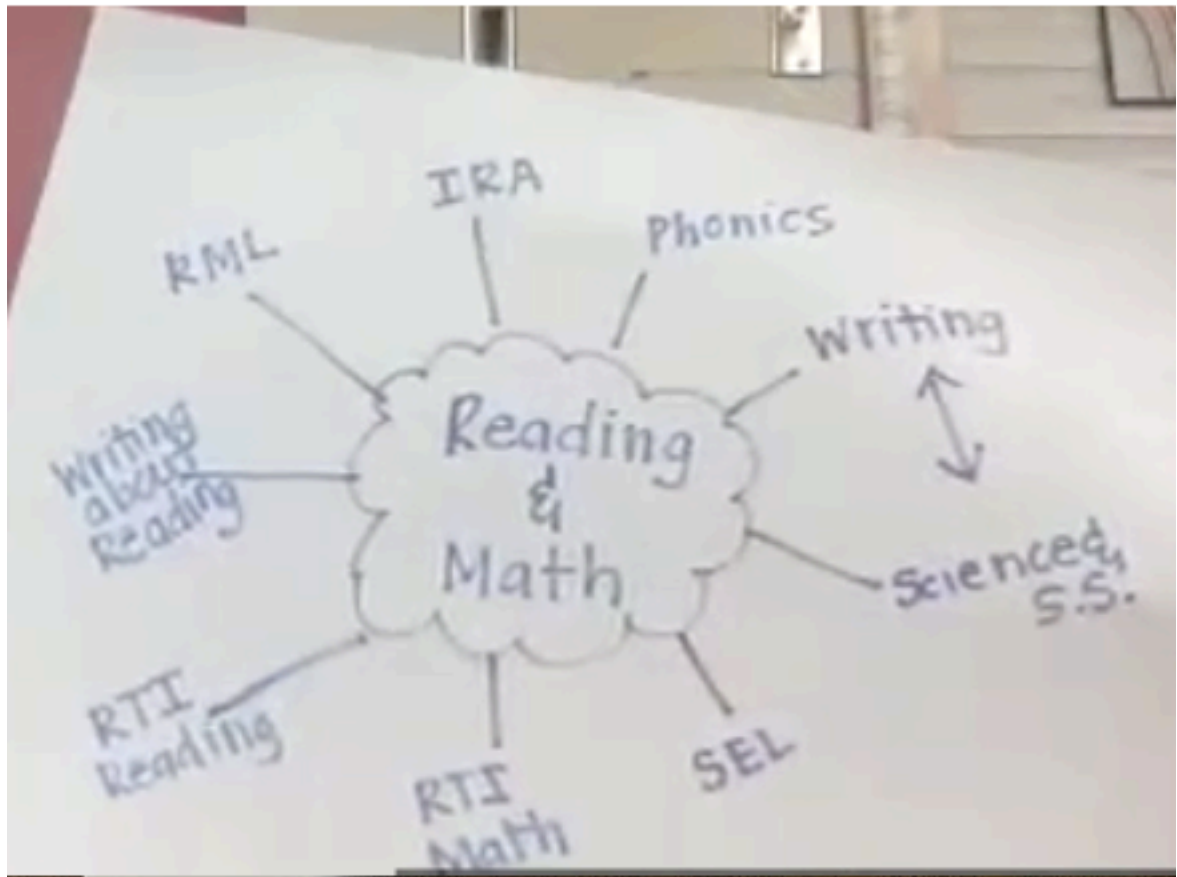 IRA
Phonics
RML
Writing
Reading
&
Math
Writing
about
Reading
Science &
S.S.
RTI
Reading
SEL
RTI
Math